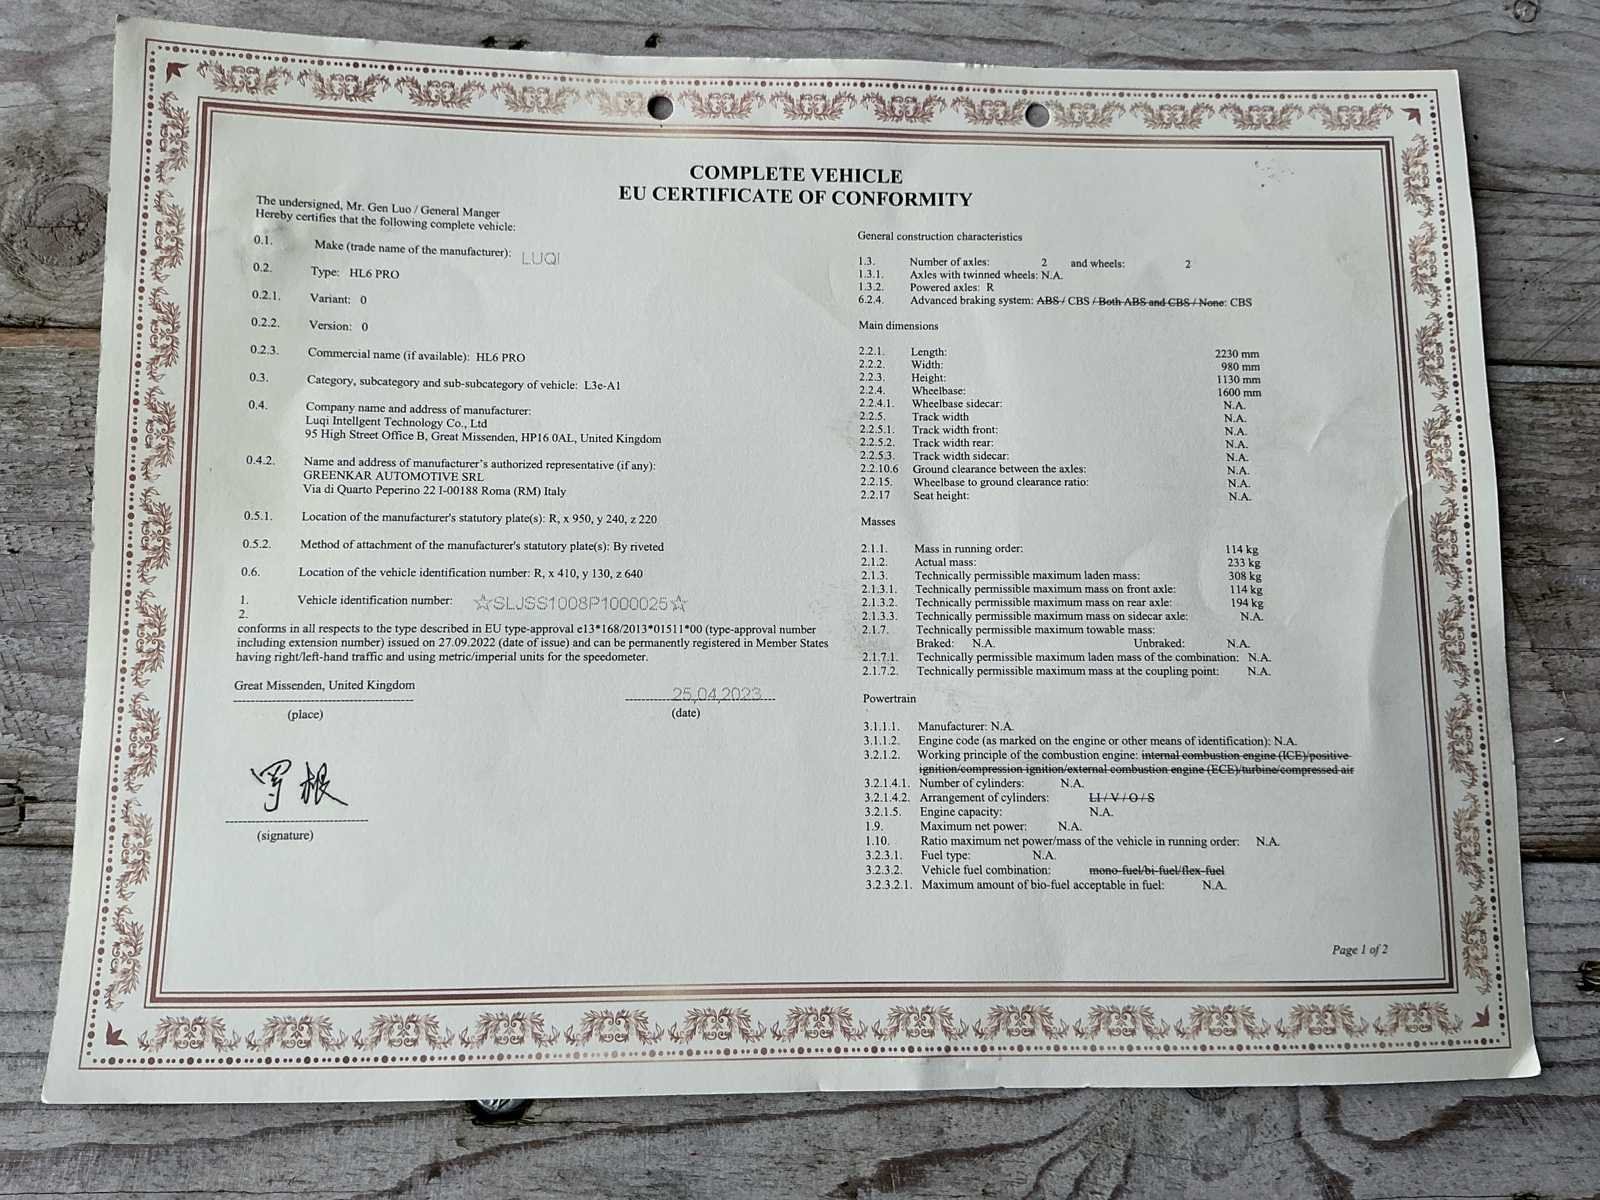 COMPLETE VEHICLE
EU CERTIFICATE OF CONFORMITY
The undersigned, Mr. Gen Luo / General Manger
Hereby certifies that the following complete vehicle:
0.1. Make (trade name of the manufacturer): LUQI
0.2. Type: HL6 PRO
0.2.1. Variant: 0
0.2.2. Version: 0
0.2.3. Commercial name (if available): HL6 PRO
0.3. Category, subcategory and sub-subcategory of vehicle: L3e-A1
0.4. Company name and address of manufacturer:
Luqi Intellgent Technology Co., Ltd
95 High Street Office B, Great Missenden, HP16 0AL, United Kingdom
0.4.2. Name and address of manufacturer's authorized representative (if any):
GREENKAR AUTOMOTIVE SRL
Via di Quarto Peperino 22 I-00188 Roma (RM) Italy
0.5.1. Location of the manufacturer's statutory plate(s): R, x 950, y 240, z 220
0.5.2. Method of attachment of the manufacturer's statutory plate(s): By riveted
0.6. Location of the vehicle identification number: R, x 410, y 130, z 640
1. Vehicle identification number: ☆SLJSS1008P1000025☆
2.
conforms in all respects to the type described in EU type-approval e13*168/2013*01511*00 (type-approval number
including extension number) issued on 27.09.2022 (date of issue) and can be permanently registered in Member States
having right/left-hand traffic and using metric/imperial units for the speedometer.
Great Missenden, United Kingdom
25,04,2023
(place)
(date)
罗根
(signature)
General construction characteristics
1.3. Number of axles: 2 and wheels: 2
1.3.1. Axles with twinned wheels: N.A.
1.3.2. Powered axles: R
6.2.4. Advanced braking system: ABS / CBS / Both ABS and CBS / None: CBS
Main dimensions
2.2.1. Length: 2230 mm
2.2.2. Width: 980 mm
2.2.3. Height: 1130 mm
2.2.4. Wheelbase: 1600 mm
2.2.4.1. Wheelbase sidecar: N.A.
2.2.5. Track width N.A.
2.2.5.1. Track width front: N.A.
2.2.5.2. Track width rear: N.A.
2.2.5.3. Track width sidecar: N.A.
2.2.10.6 Ground clearance between the axles: N.A.
2.2.15. Wheelbase to ground clearance ratio: N.A.
2.2.17 Seat height: N.A.
Masses
2.1.1. Mass in running order: 114 kg
2.1.2. Actual mass: 233 kg
2.1.3. Technically permissible maximum laden mass: 308 kg
2.1.3.1. Technically permissible maximum mass on front axle: 114 kg
2.1.3.2. Technically permissible maximum mass on rear axle: 194 kg
2.1.3.3. Technically permissible maximum mass on sidecar axle: N.A.
2.1.7. Technically permissible maximum towable mass:
Braked: N.A. Unbraked: N.A.
2.1.7.1. Technically permissible maximum laden mass of the combination: N.A.
2.1.7.2. Technically permissible maximum mass at the coupling point: N.A.
Powertrain
3.1.1.1. Manufacturer: N.A.
3.1.1.2. Engine code (as marked on the engine or other means of identification): N.A.
3.2.1.2. Working principle of the combustion engine: internal combustion engine (ICE)/positive
ignition/compression ignition/external combustion engine (ECE)/turbine/compressed air
3.2.1.4.1. Number of cylinders: N.A.
3.2.1.4.2. Arrangement of cylinders: LI / V / O / S
3.2.1.5. Engine capacity: N.A.
1.9. Maximum net power: N.A.
1.10. Ratio maximum net power/mass of the vehicle in running order: N.A.
3.2.3.1. Fuel type: N.A.
3.2.3.2. Vehicle fuel combination: mono-fuel/bi-fuel/flex-fuel
3.2.3.2.1. Maximum amount of bio-fuel acceptable in fuel: N.A.
Page 1 of 2